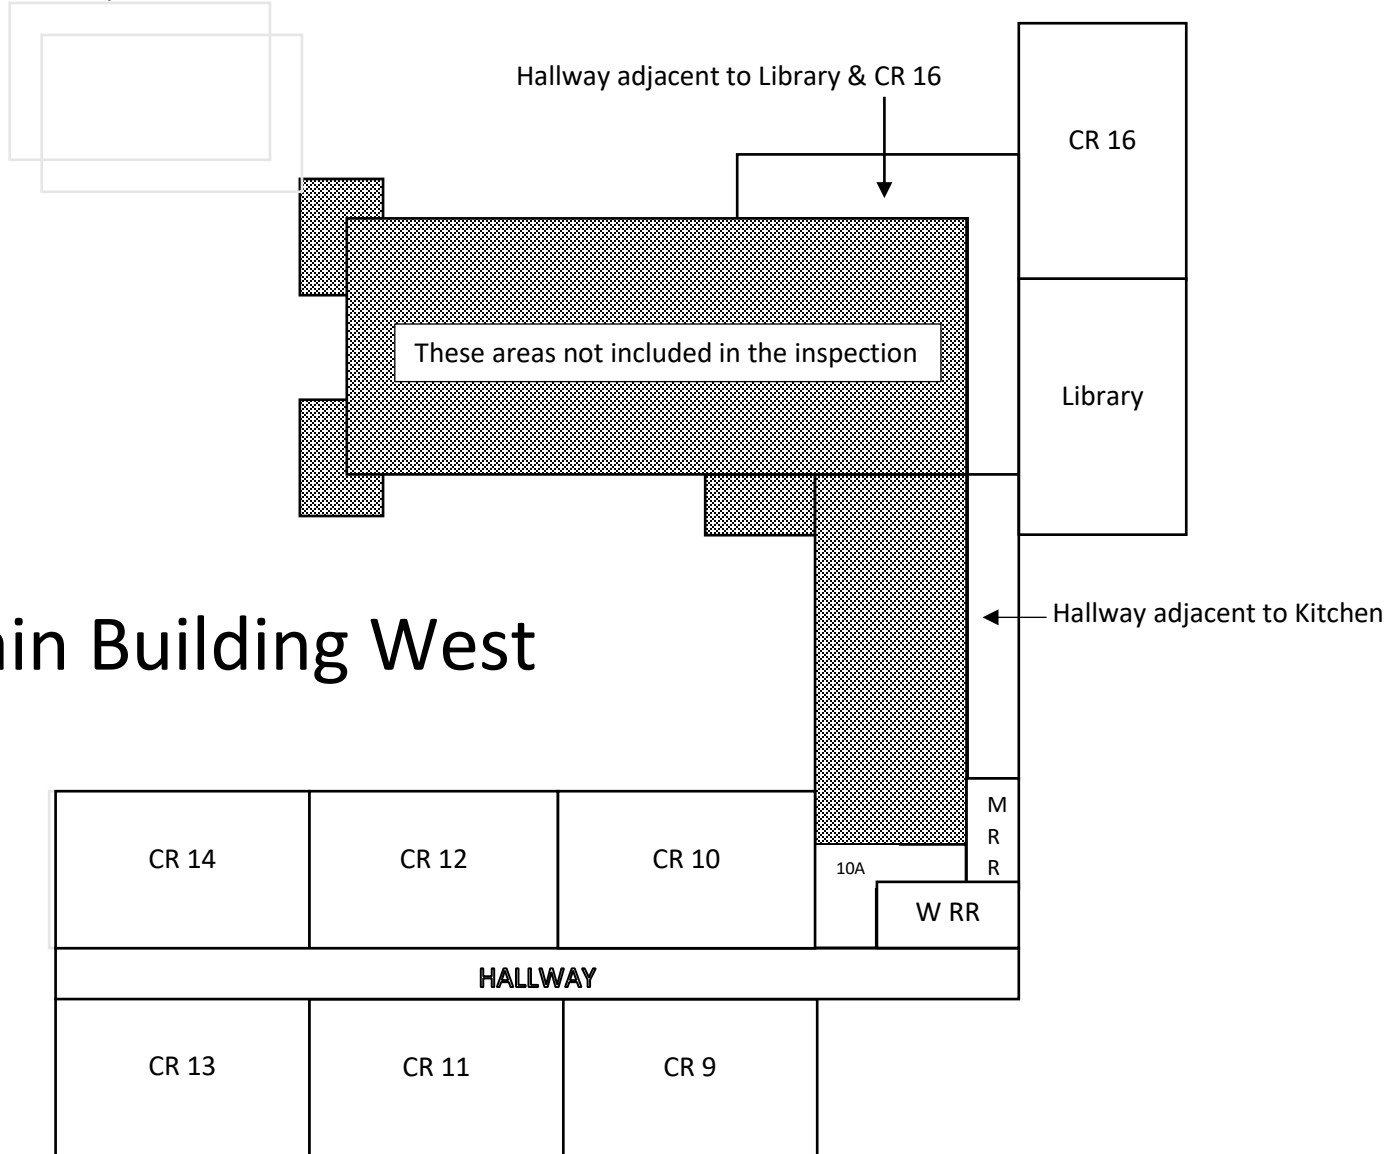 Hallway adjacent to Library & CR 16
CR 16
These areas not included in the inspection
Library
Hallway adjacent to Kitchen
ain Building West
M
R
R
CR 14
CR 12
CR 10
10A
W RR
HALLWAY
CR 13
CR 11
CR 9